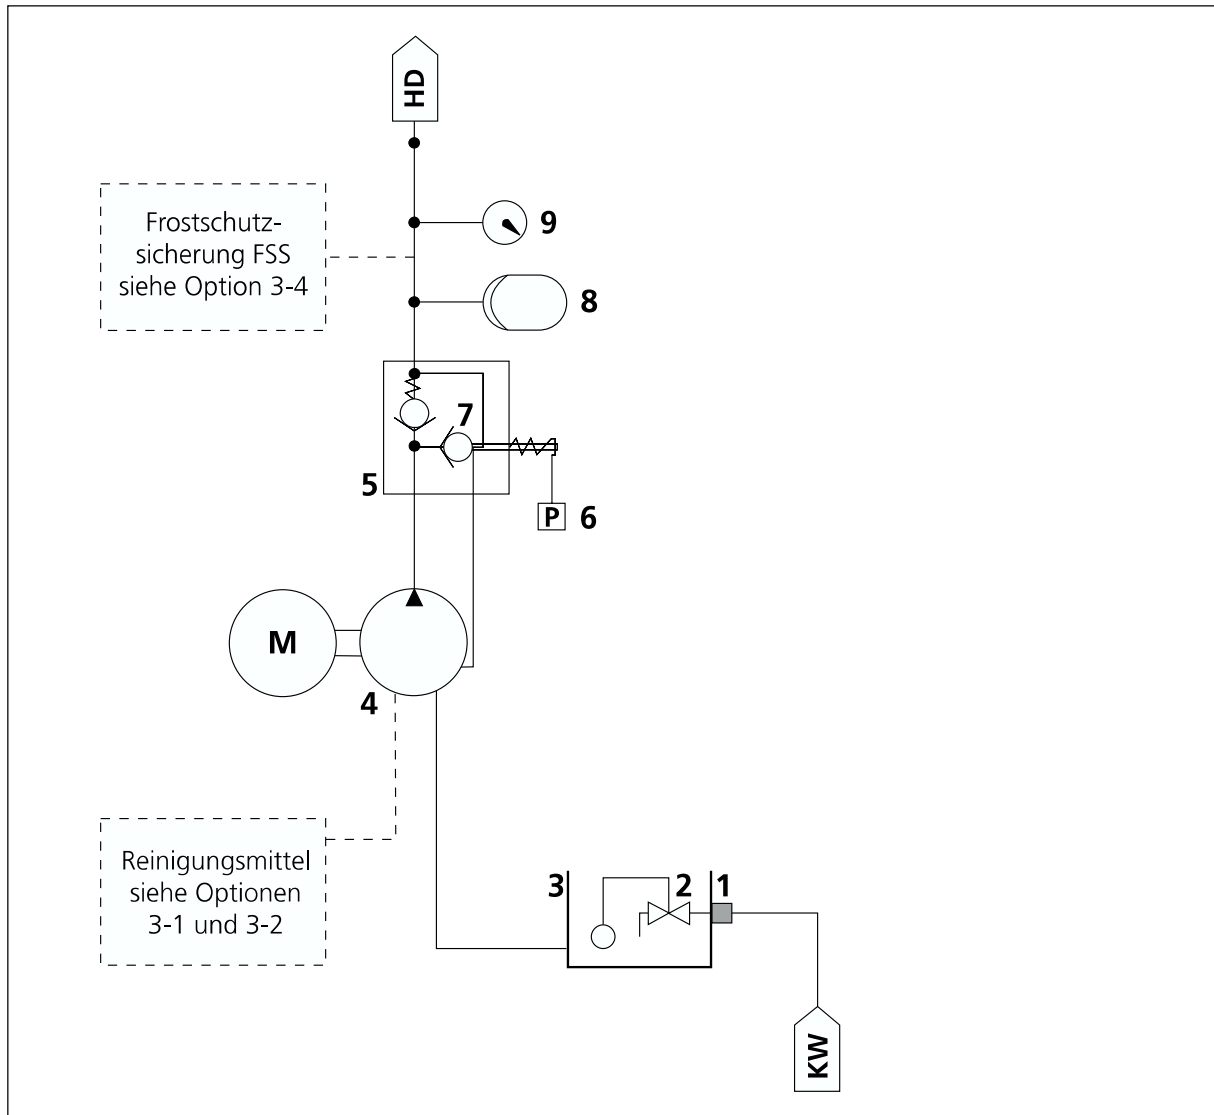 HD
Frostschutz-
sicherung FSS
siehe Option 3-4
9
8
7
5
P
6
M
4
Reinigungsmittel
siehe Optionen
3-1 und 3-2
3
2
1
KW